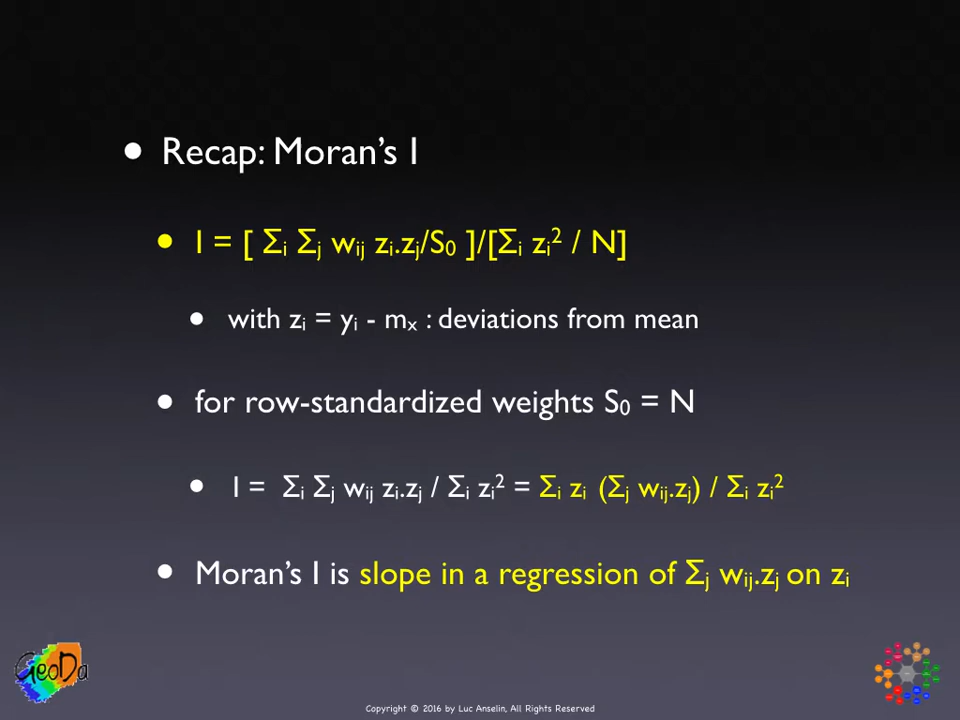 • Recap: Moran’s I
• I = [ Σᵢ Σⱼ wᵢⱼ zᵢ.zⱼ/S₀ ]/[Σᵢ zᵢ² / N]
• with zᵢ = yᵢ - mₓ : deviations from mean
• for row-standardized weights S₀ = N
• I = Σᵢ Σⱼ wᵢⱼ zᵢ.zⱼ / Σᵢ zᵢ² = Σᵢ zᵢ (Σⱼ wᵢⱼ.zⱼ) / Σᵢ zᵢ²
• Moran’s I is slope in a regression of Σⱼ wᵢⱼ.zⱼ on zᵢ
GeoDa
Copyright © 2016 by Luc Anselin, All Rights Reserved